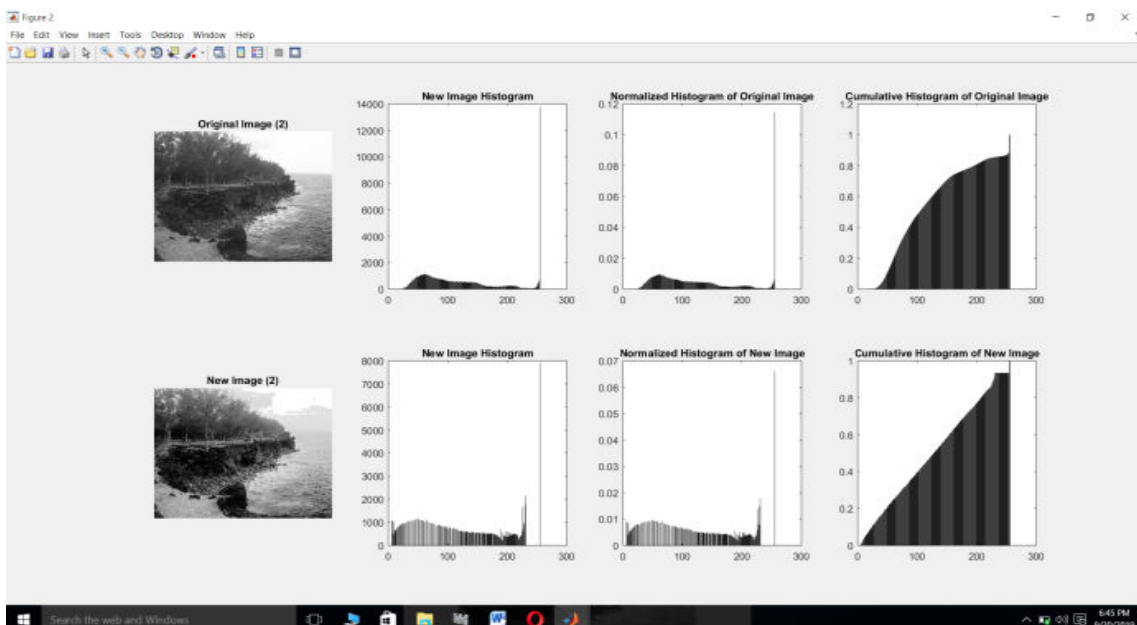 Figure 2
File Edit View Insert Tools Desktop Window Help
Original Image (2)
New Image Histogram
14000
12000
10000
8000
6000
4000
2000
0
0 100 200 300
Normalized Histogram of Original Image
0.12
0.1
0.08
0.06
0.04
0.02
0
0 100 200 300
Cumulative Histogram of Original Image
1.2
1
0.8
0.6
0.4
0.2
0
0 100 200 300
New Image (2)
New Image Histogram
8000
7000
6000
5000
4000
3000
2000
1000
0
0 100 200 300
Normalized Histogram of New Image
0.07
0.06
0.05
0.04
0.03
0.02
0.01
0
0 100 200 300
Cumulative Histogram of New Image
1
0.8
0.6
0.4
0.2
0
0 100 200 300
Search the web and Windows
6:45 PM